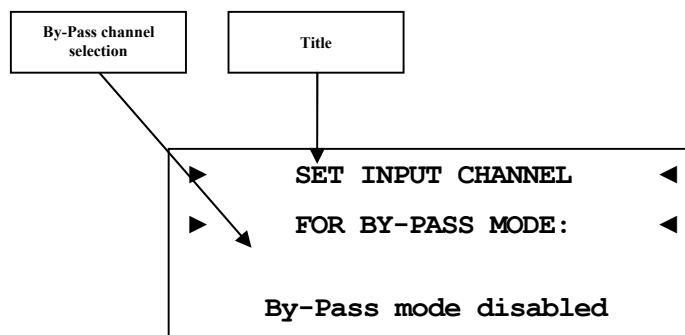 By-Pass channel
selection
Title
► SET INPUT CHANNEL ◄
► FOR BY-PASS MODE: ◄
By-Pass mode disabled